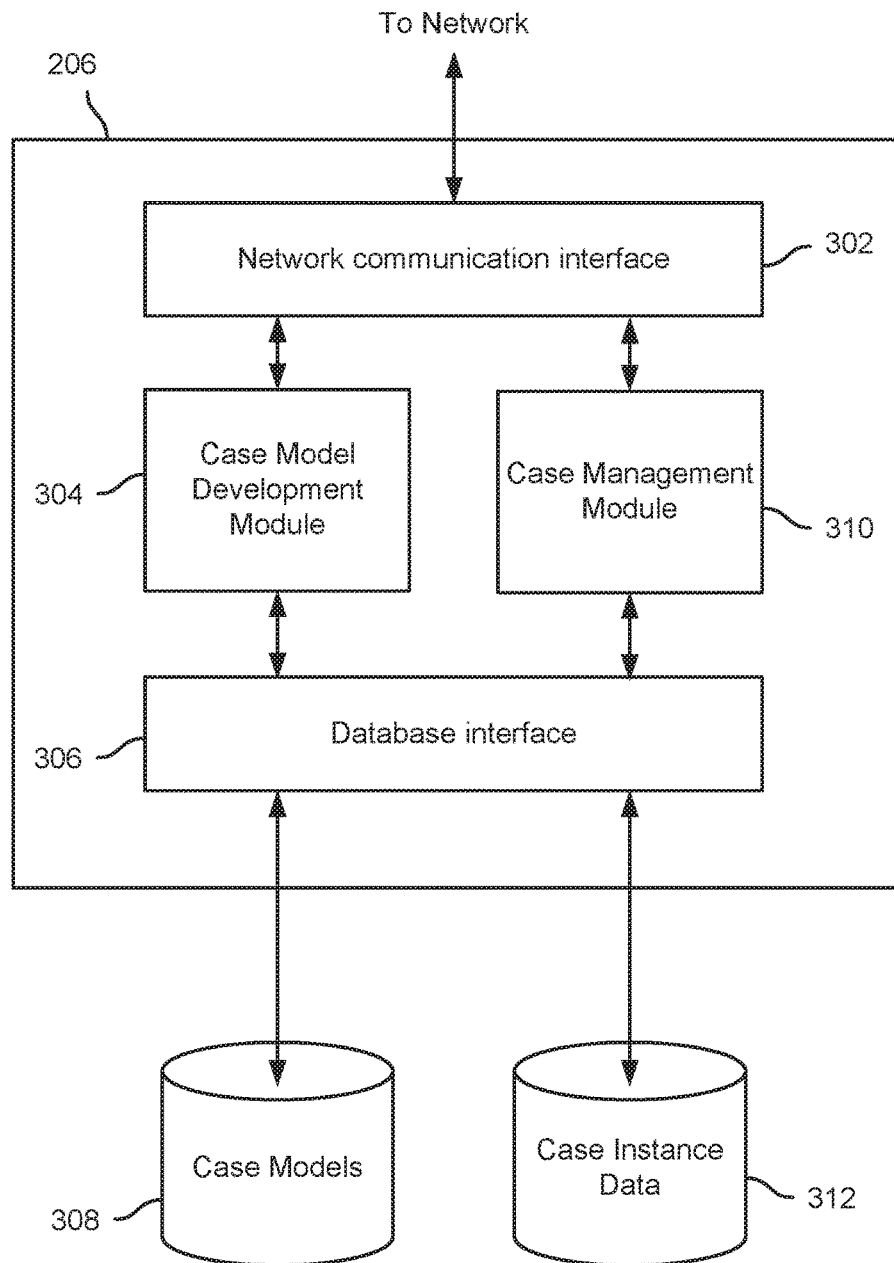 To Network
206
Network communication interface
302
Case Model
Development
Module
304
Case Management
Module
310
Database interface
306
Case Models
308
Case Instance
Data
312